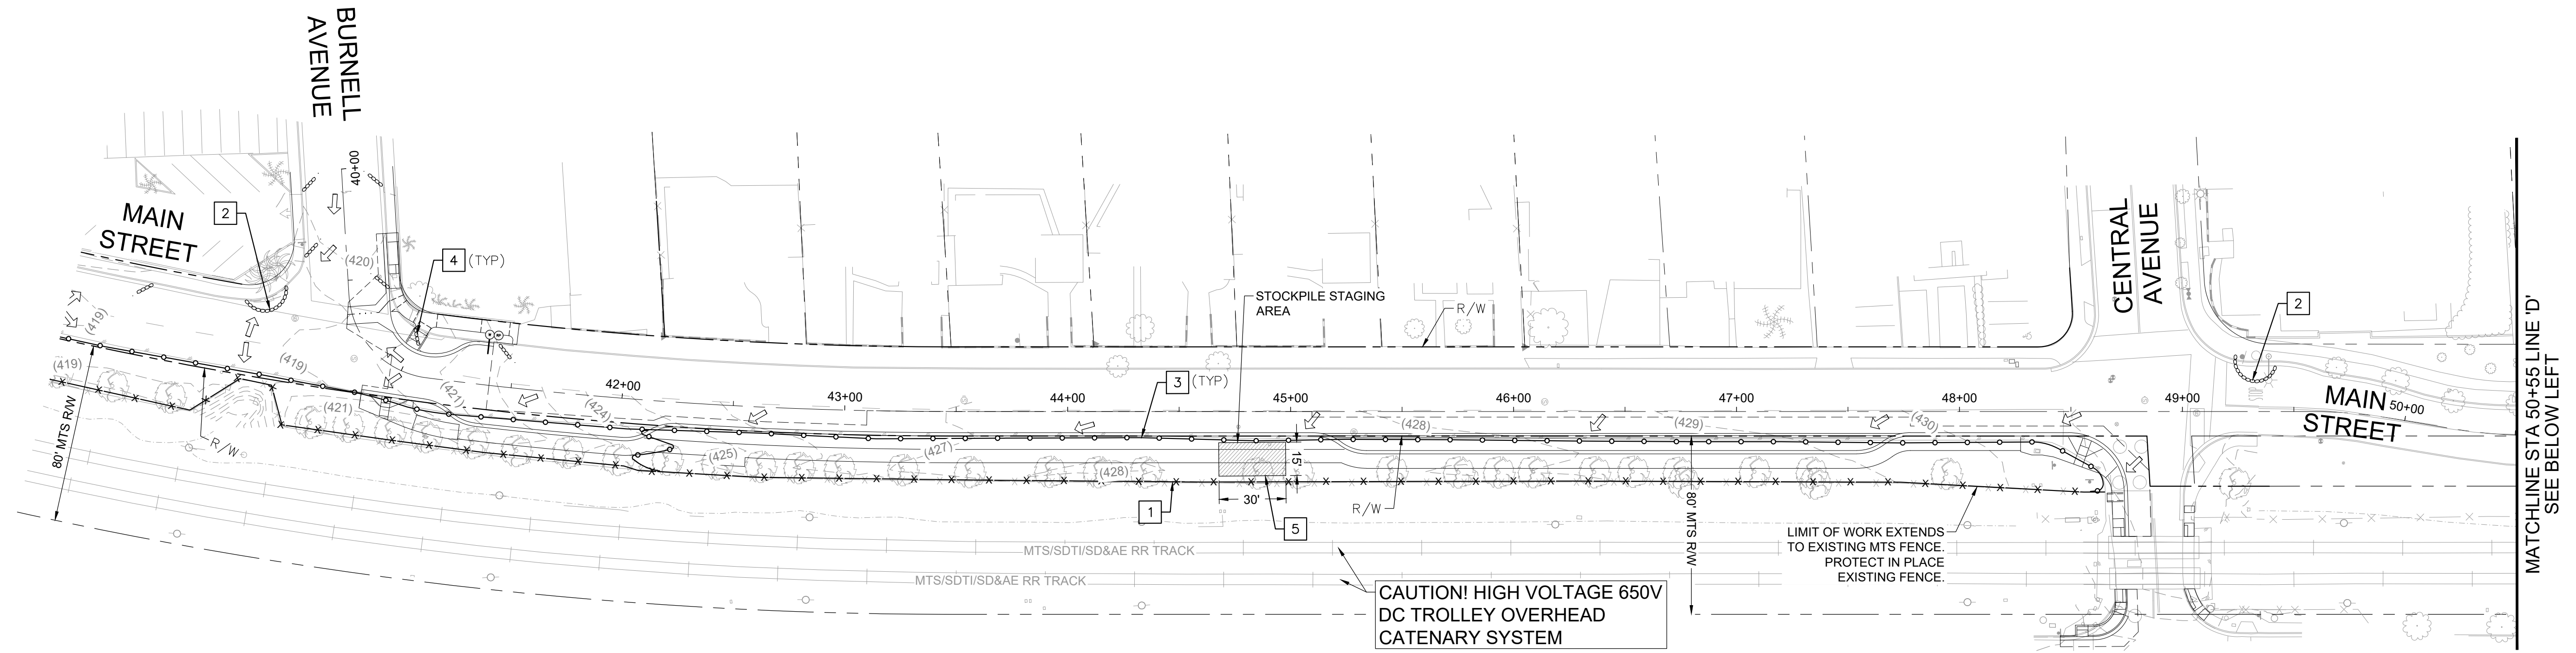 BURNELL
AVENUE
40+00
MAIN
STREET
2
(420)
4 (TYP)
(419)
(419)
(419)
80' MTS R/W
R/W
(421)
(421)
(424)
42+00
(425)
43+00
(427)
44+00
(428)
3 (TYP)
STOCKPILE STAGING
AREA
45+00
15'
30'
1
5
R/W
R/W
(428)
46+00
(429)
47+00
(430)
48+00
80' MTS R/W
LIMIT OF WORK EXTENDS
TO EXISTING MTS FENCE.
PROTECT IN PLACE
EXISTING FENCE.
MTS/SDTI/SD&AE RR TRACK
MTS/SDTI/SD&AE RR TRACK
CAUTION! HIGH VOLTAGE 650V
DC TROLLEY OVERHEAD
CATENARY SYSTEM
CENTRAL
AVENUE
49+00
2
MAIN
STREET
50+00
MATCHLINE STA 50+55 LINE 'D'
SEE BELOW LEFT